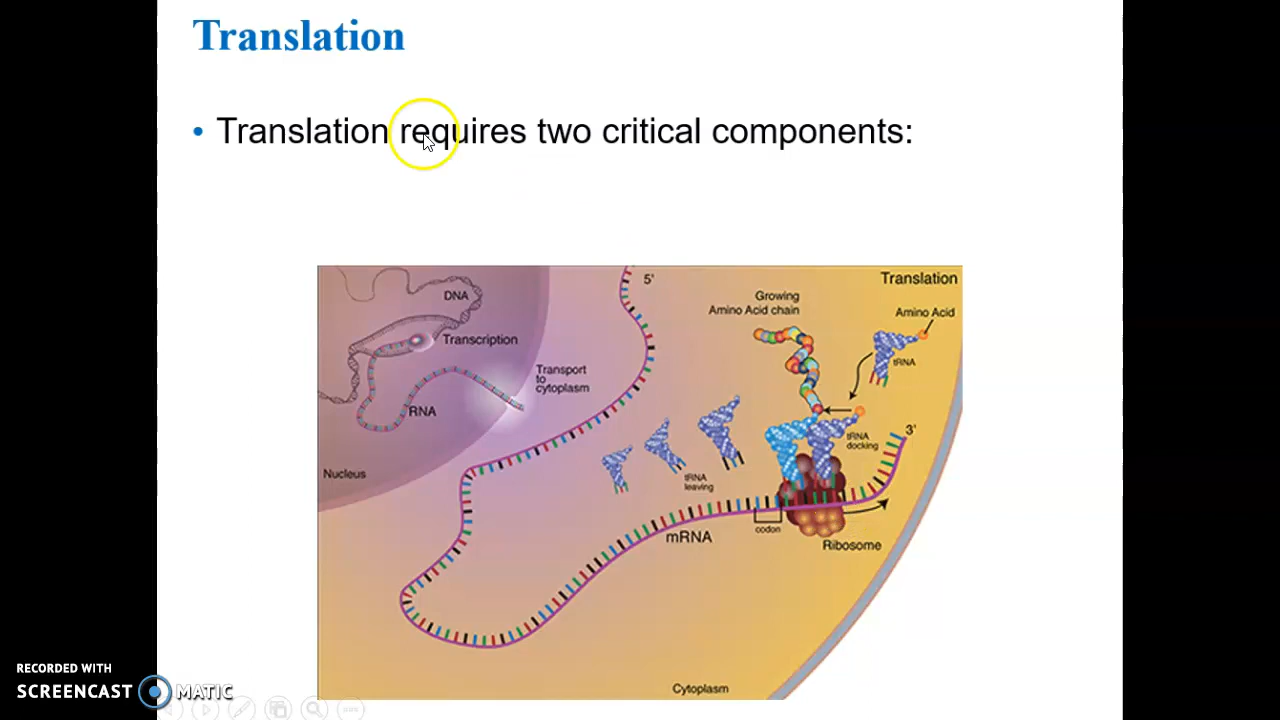 Translation
• Translation requires two critical components:
5'
Translation
DNA
Growing
Amino Acid chain
Amino Acid
Transcription
tRNA
Transport
to
cytoplasm
RNA
3'
tRNA
docking
Nucleus
tRNA
leaving
codon
mRNA
Ribosome
Cytoplasm
RECORDED WITH
SCREENCAST MATIC